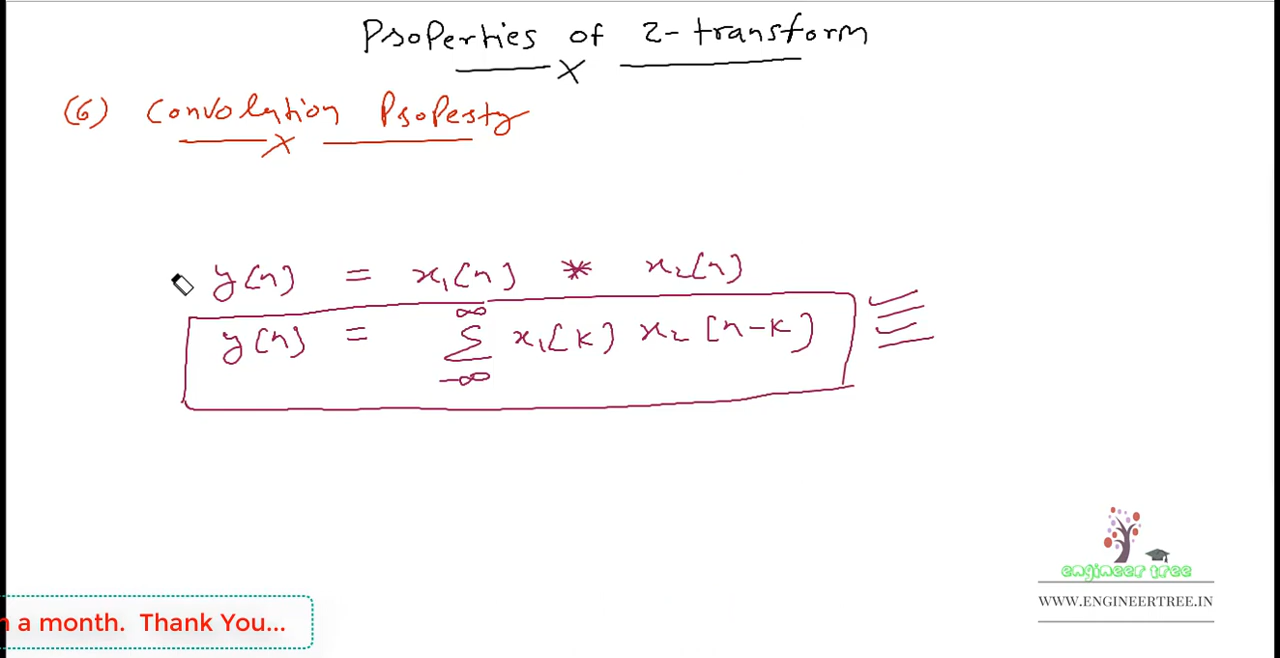 Properties of Z-transform
(6) Convolution Property
y[n] = x₁[n] * x₂[n]
∞
y[n] = Σ x₁[k] x₂[n-k]
-∞
engineer tree
WWW.ENGINEERTREE.IN
n a month. Thank You...